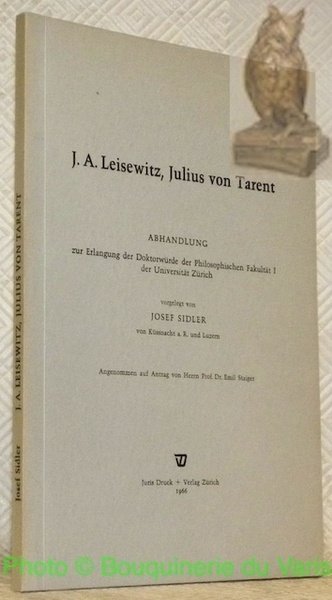 J. A. Leisewitz, Julius von Tarent
ABHANDLUNG
zur Erlangung der Doktorwürde der Philosophischen Fakultät I
der Universität Zürich
vorgelegt von
JOSEF SIDLER
von Küssnacht a. R. und Luzern
Angenommen auf Antrag von Herrn Prof. Dr. Emil Staiger
Juris Druck + Verlag Zürich
1966
Josef Sidler J. A. LEISEWITZ, JULIUS VON TARENT
Photo © Bouquinerie du Varis